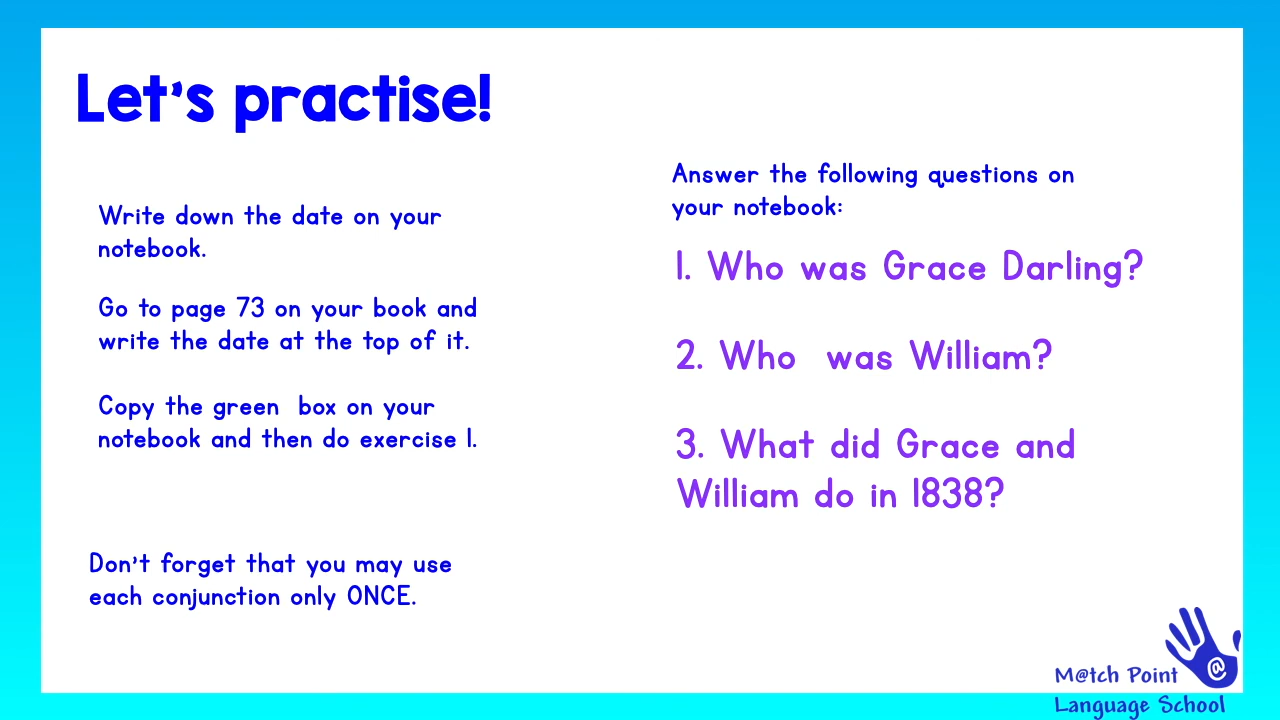 Let's practise!
Write down the date on your
notebook.
Go to page 73 on your book and
write the date at the top of it.
Copy the green  box on your
notebook and then do exercise 1.
Don't forget that you may use
each conjunction only ONCE.
Answer the following questions on
your notebook:
1. Who was Grace Darling?
2. Who  was William?
3. What did Grace and
William do in 1838?
M@tch Point
@
Language School